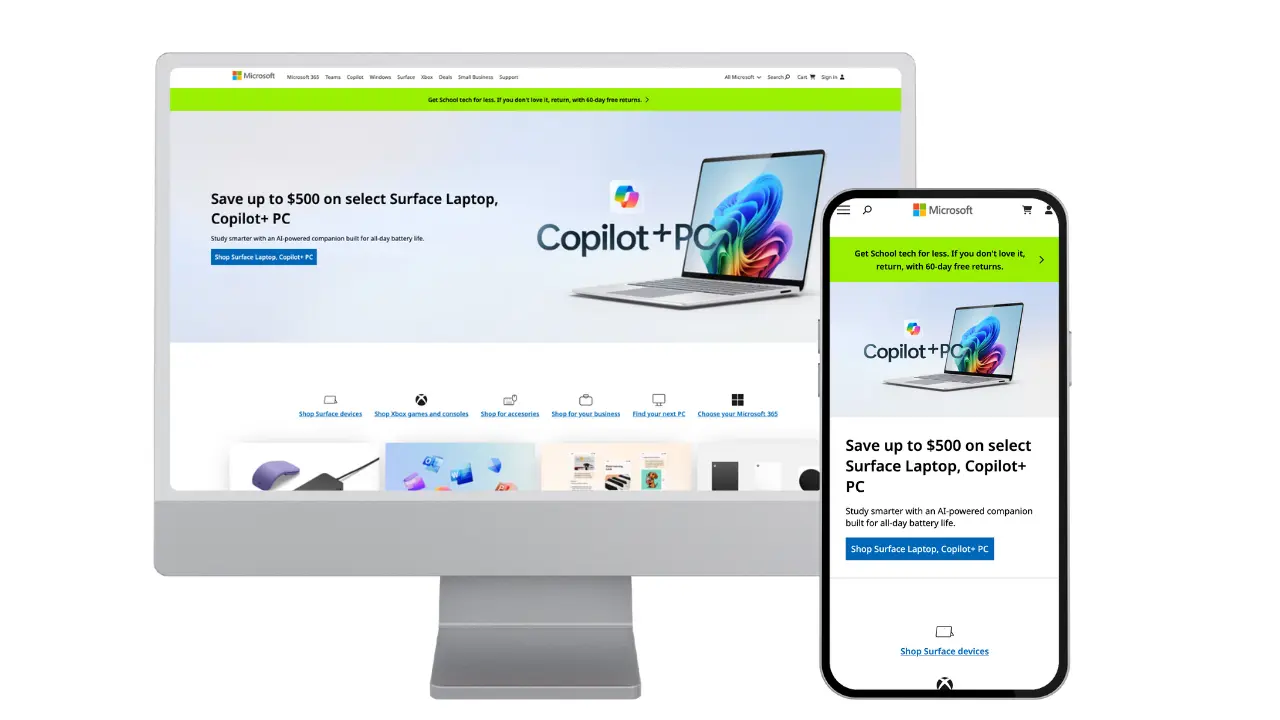 Microsoft
Microsoft 365 Teams Copilot Windows Surface Xbox Deals Small Business Support
All Microsoft Search Cart Sign in
Get School tech for less. If you don't love it, return, with 60-day free returns.
Save up to $500 on select Surface Laptop,
Copilot+ PC
Study smarter with an AI-powered companion built for all-day battery life.
Shop Surface Laptop, Copilot+ PC
Copilot+PC
Shop Surface devices
Shop Xbox games and consoles
Shop for accesories
Shop for your business
Find your next PC
Choose your Microsoft 365
Microsoft
Get School tech for less. If you don't love it,
return, with 60-day free returns.
Copilot+PC
Save up to $500 on select
Surface Laptop, Copilot+
PC
Study smarter with an AI-powered companion
built for all-day battery life.
Shop Surface Laptop, Copilot+ PC
Shop Surface devices